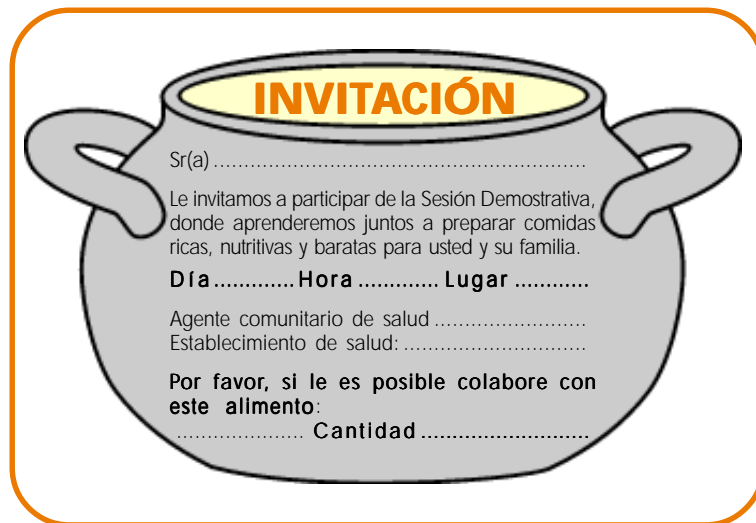 INVITACIÓN
Sr(a) ..............................................................
Le invitamos a participar de la Sesión Demostrativa,
donde aprenderemos juntos a preparar comidas
ricas, nutritivas y baratas para usted y su familia.
Día ............. Hora ............. Lugar ............
Agente comunitario de salud .........................
Establecimiento de salud: ..............................
Por favor, si le es posible colabore con
este alimento:
..................... Cantidad ...........................